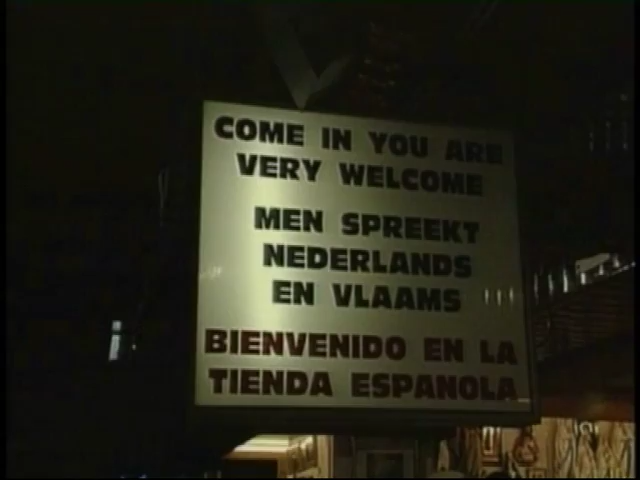 COME IN YOU ARE
VERY WELCOME
MEN SPREEKT
NEDERLANDS
EN VLAAMS
BIENVENIDO EN LA
TIENDA ESPANOLA